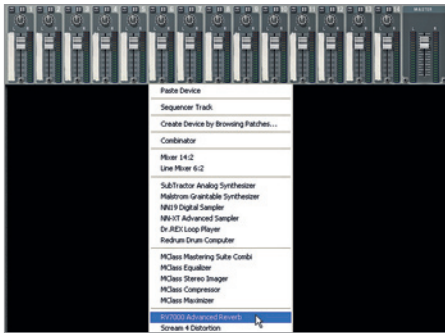 MASTER
Paste Device
Sequencer Track
Create Device by Browsing Patches...
Combinator
Mixer 14:2
Line Mixer 6:2
SubTractor Analog Synthesizer
Malstrom Graintable Synthesizer
NN19 Digital Sampler
NN-XT Advanced Sampler
Dr.REX Loop Player
Redrum Drum Computer
MClass Mastering Suite Combi
MClass Equalizer
MClass Stereo Imager
MClass Compressor
MClass Maximizer
RV7000 Advanced Reverb
Scream 4 Distortion